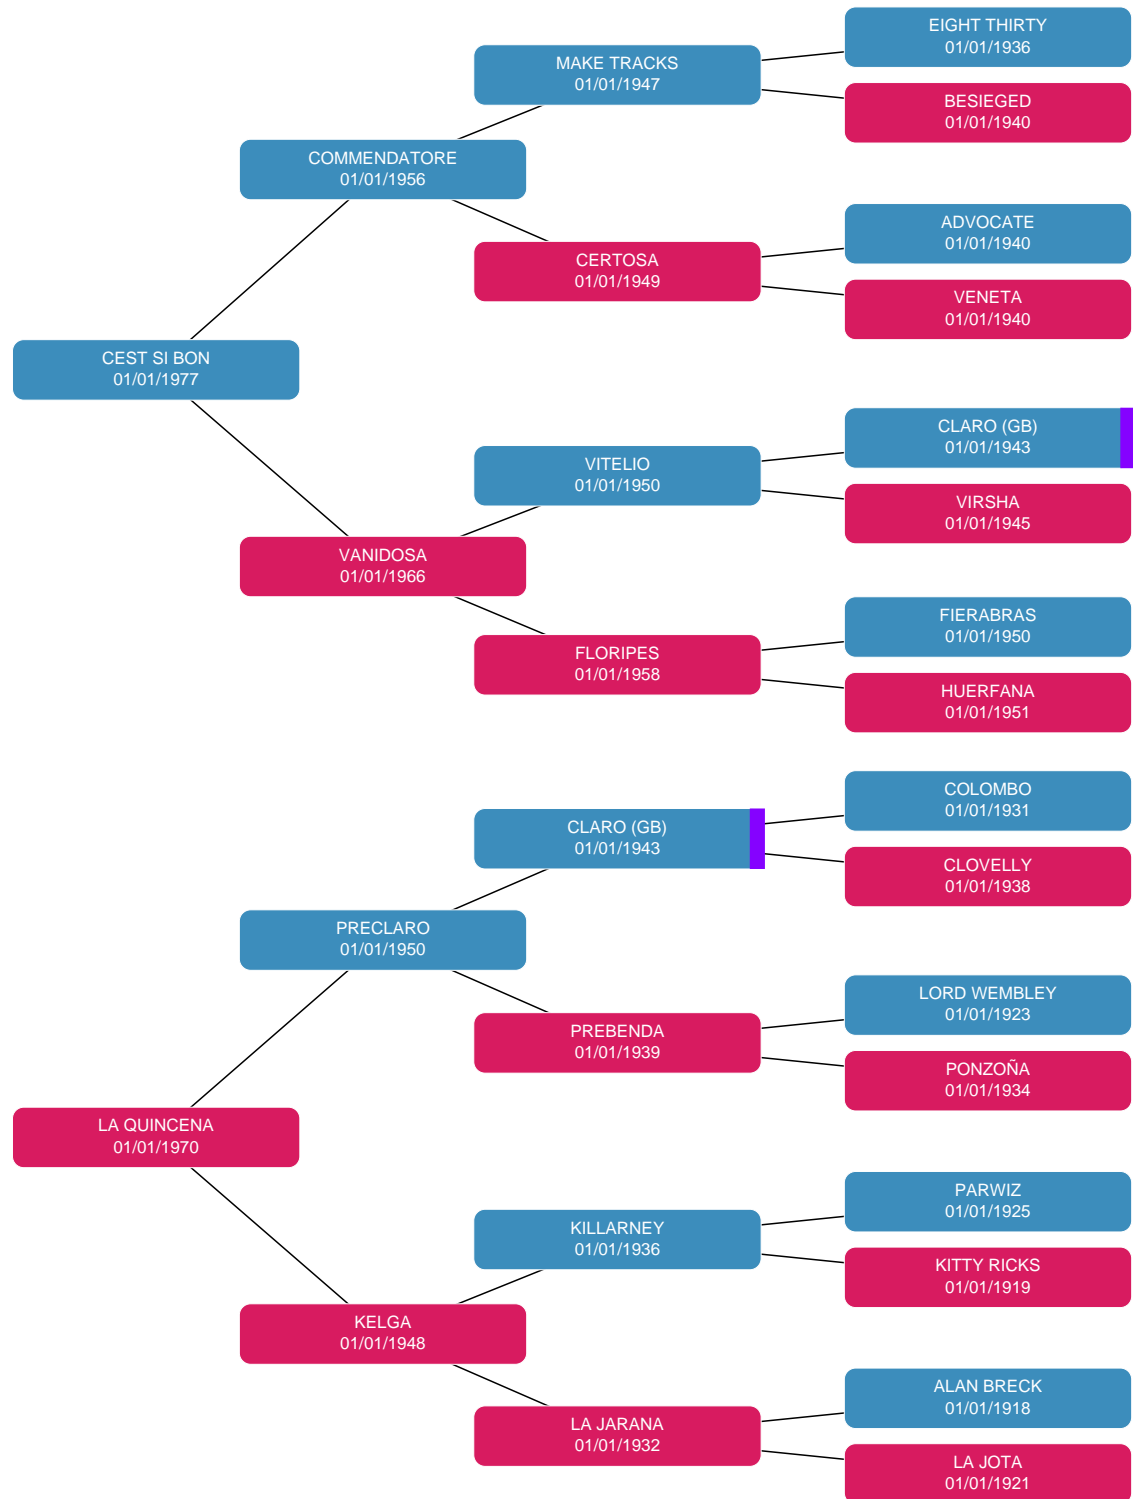 EIGHT THIRTY
01/01/1936
MAKE TRACKS
01/01/1947
BESIEGED
01/01/1940
COMMENDATORE
01/01/1956
ADVOCATE
01/01/1940
CERTOSA
01/01/1949
VENETA
01/01/1940
CEST SI BON
01/01/1977
CLARO (GB)
01/01/1943
VITELIO
01/01/1950
VIRSHA
01/01/1945
VANIDOSA
01/01/1966
FIERABRAS
01/01/1950
FLORIPES
01/01/1958
HUERFANA
01/01/1951
COLOMBO
01/01/1931
CLARO (GB)
01/01/1943
CLOVELLY
01/01/1938
PRECLARO
01/01/1950
LORD WEMBLEY
01/01/1923
PREBENDA
01/01/1939
PONZOÑA
01/01/1934
LA QUINCENA
01/01/1970
PARWIZ
01/01/1925
KILLARNEY
01/01/1936
KITTY RICKS
01/01/1919
KELGA
01/01/1948
ALAN BRECK
01/01/1918
LA JARANA
01/01/1932
LA JOTA
01/01/1921